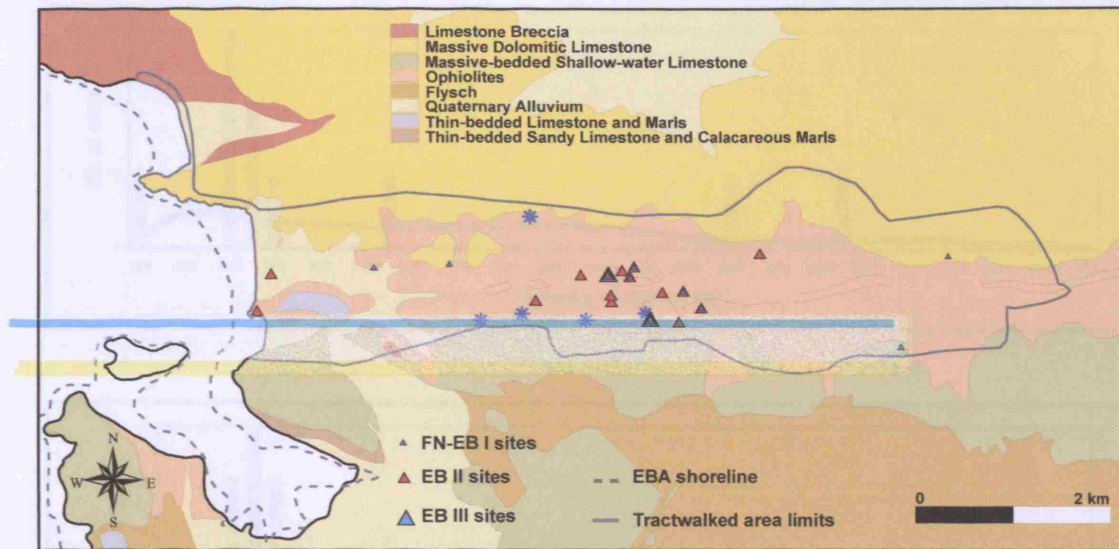 Limestone Breccia
Massive Dolomitic Limestone
Massive-bedded Shallow-water Limestone
Ophiolites
Flysch
Quaternary Alluvium
Thin-bedded Limestone and Marls
Thin-bedded Sandy Limestone and Calacareous Marls
N
W E
S
FN-EB I sites
EB II sites
EB III sites
EBA shoreline
Tractwalked area limits
0 2 km